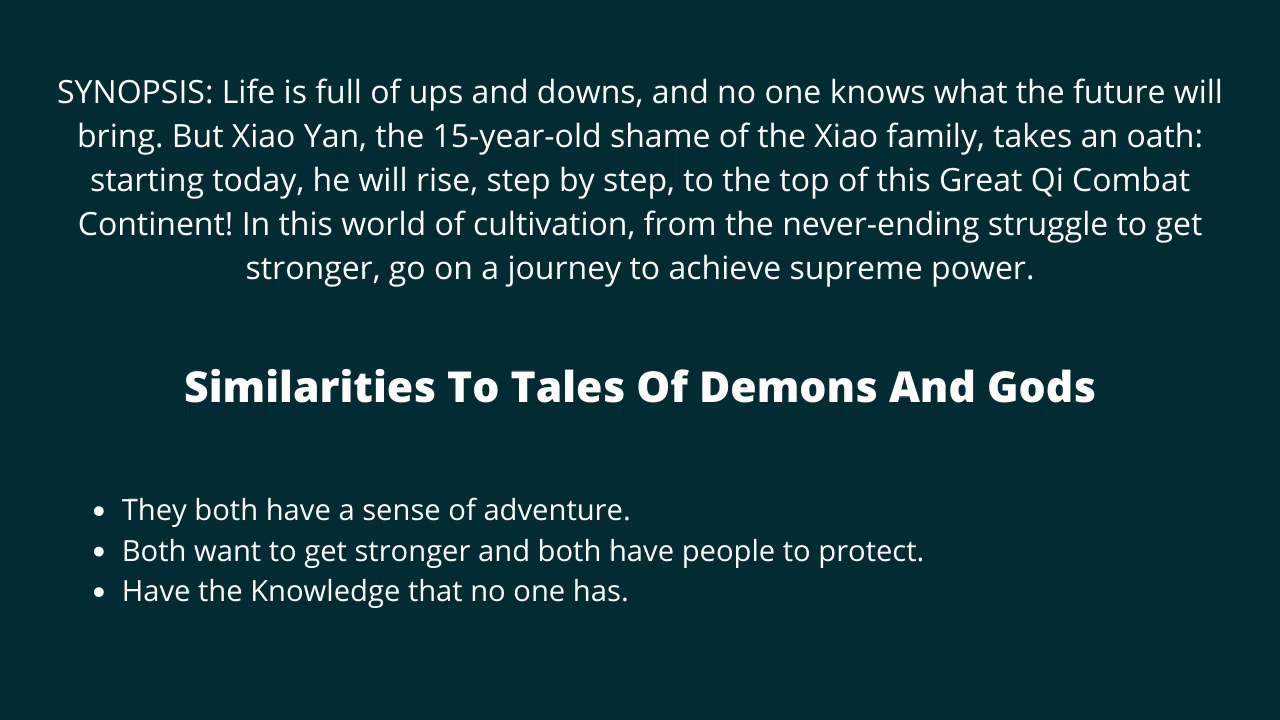 SYNOPSIS: Life is full of ups and downs, and no one knows what the future will
bring. But Xiao Yan, the 15-year-old shame of the Xiao family, takes an oath:
starting today, he will rise, step by step, to the top of this Great Qi Combat
Continent! In this world of cultivation, from the never-ending struggle to get
stronger, go on a journey to achieve supreme power.
Similarities To Tales Of Demons And Gods
• They both have a sense of adventure.
• Both want to get stronger and both have people to protect.
• Have the Knowledge that no one has.